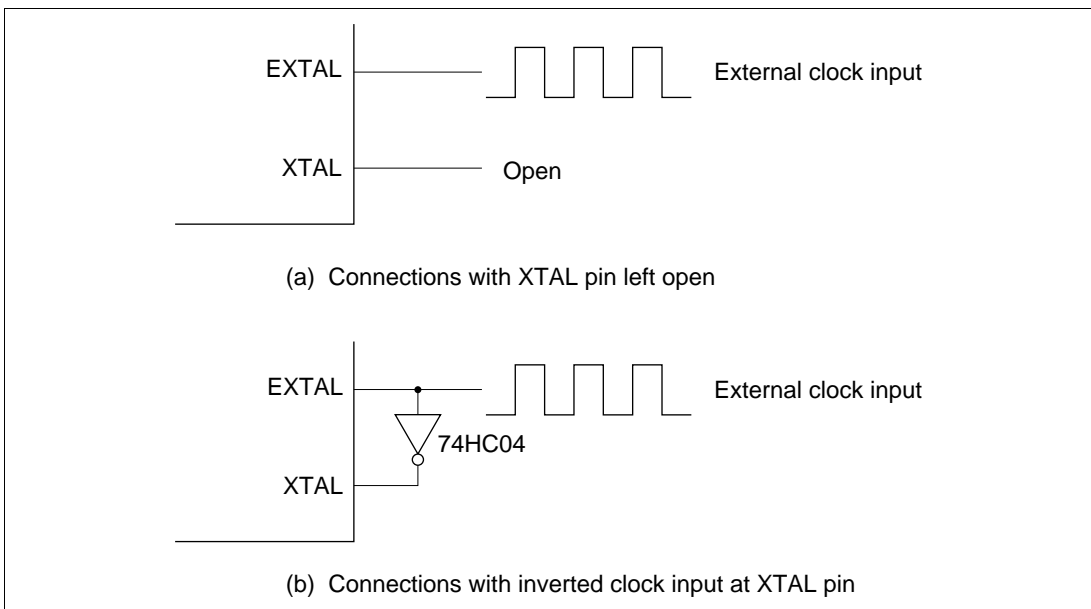 EXTAL
External clock input
XTAL
Open
(a) Connections with XTAL pin left open
EXTAL
External clock input
74HC04
XTAL
(b) Connections with inverted clock input at XTAL pin